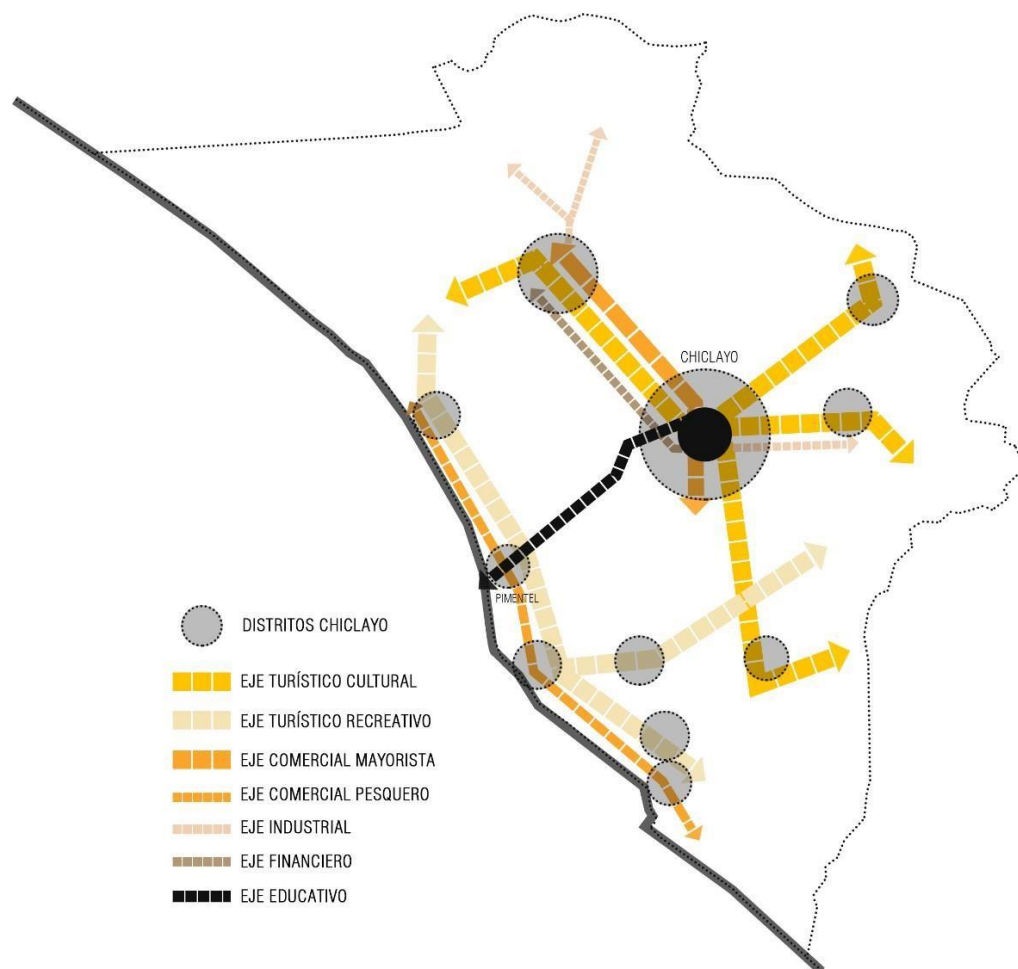 CHICLAYO
PIMENTEL
DISTRITOS CHICLAYO
EJE TURÍSTICO CULTURAL
EJE TURÍSTICO RECREATIVO
EJE COMERCIAL MAYORISTA
EJE COMERCIAL PESQUERO
EJE INDUSTRIAL
EJE FINANCIERO
EJE EDUCATIVO